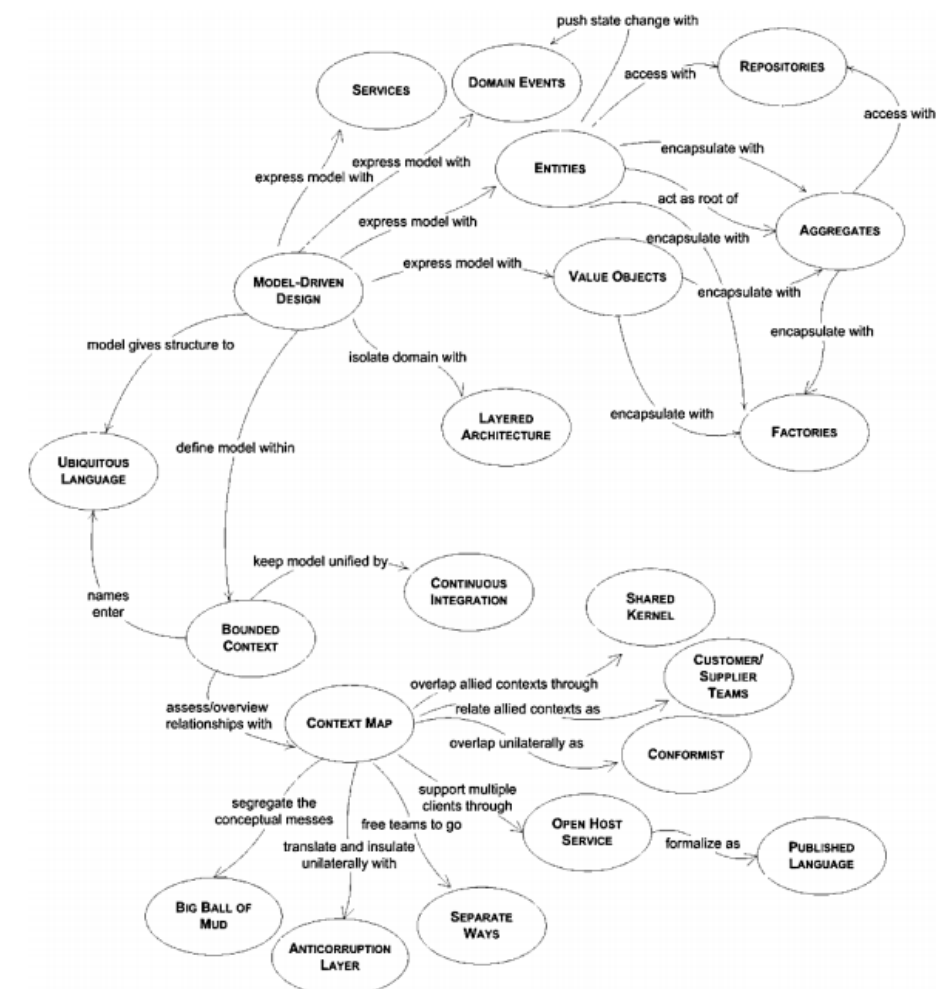 push state change with
SERVICES
DOMAIN EVENTS
REPOSITORIES
access with
access with
express model with
express model with
ENTITIES
encapsulate with
act as root of
express model with
encapsulate with
AGGREGATES
MODEL-DRIVEN
DESIGN
express model with
VALUE OBJECTS
encapsulate with
encapsulate with
model gives structure to
isolate domain with
LAYERED
ARCHITECTURE
encapsulate with
FACTORIES
define model within
UBIQUITOUS
LANGUAGE
keep model unified by
CONTINUOUS
INTEGRATION
names
enter
BOUNDED
CONTEXT
SHARED
KERNEL
assess/overview
relationships with
CONTEXT MAP
overlap allied contexts through
relate allied contexts as
CUSTOMER/
SUPPLIER
TEAMS
overlap unilaterally as
CONFORMIST
segregate the
conceptual messes
support multiple
clients through
free teams to go
translate and insulate
unilaterally with
OPEN HOST
SERVICE
formalize as
PUBLISHED
LANGUAGE
BIG BALL OF
MUD
ANTICORRUPTION
LAYER
SEPARATE
WAYS